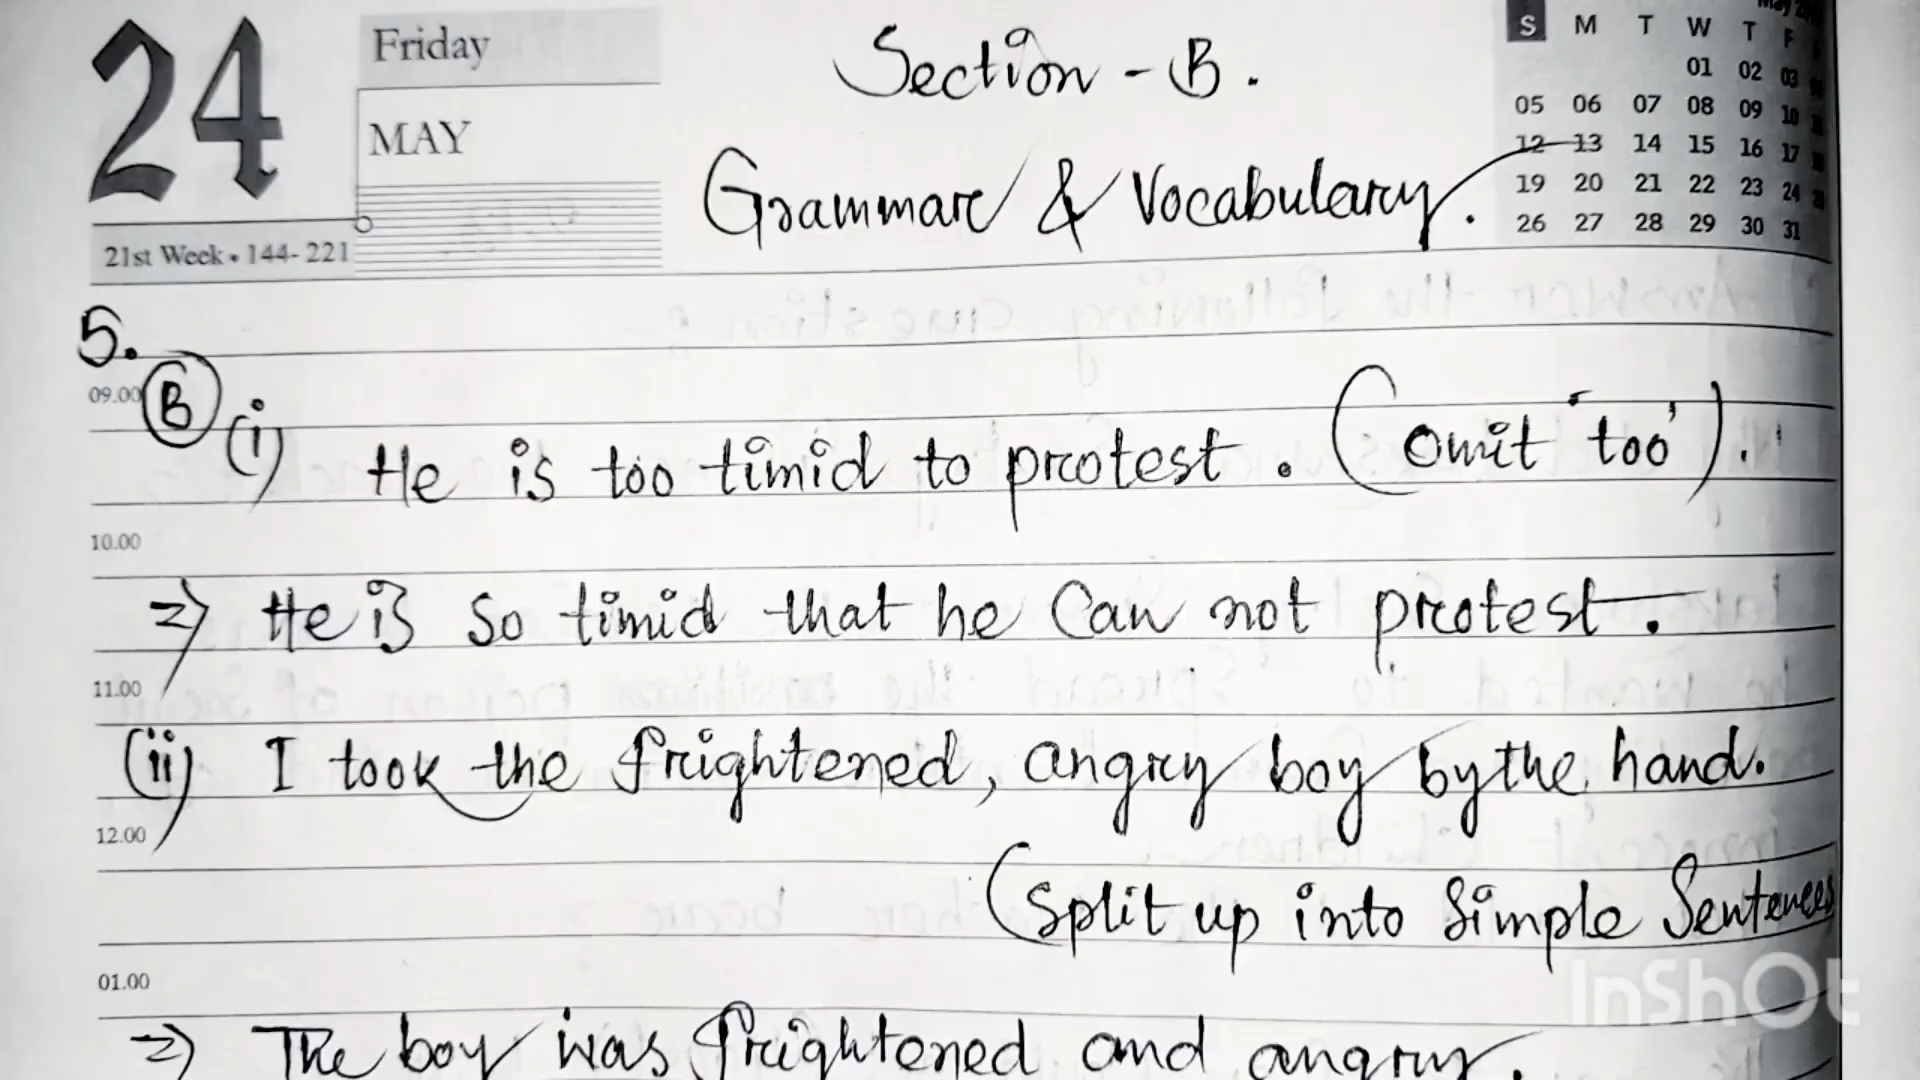 24
Friday
MAY
21st Week • 144-221
Section - B.
Grammar & Vocabulary.
S M T W T F
01 02 03
05 06 07 08 09 10
12 13 14 15 16 17
19 20 21 22 23 24
26 27 28 29 30 31
5.
09.00
B (i) He is too timid to protest. (omit 'too').
10.00
=> He is so timid that he can not protest.
11.00
(ii) I took the frightened, angry boy by the hand.
12.00
(Split up into Simple Sentences
01.00
=> The boy was frightened and angry.
InShOt